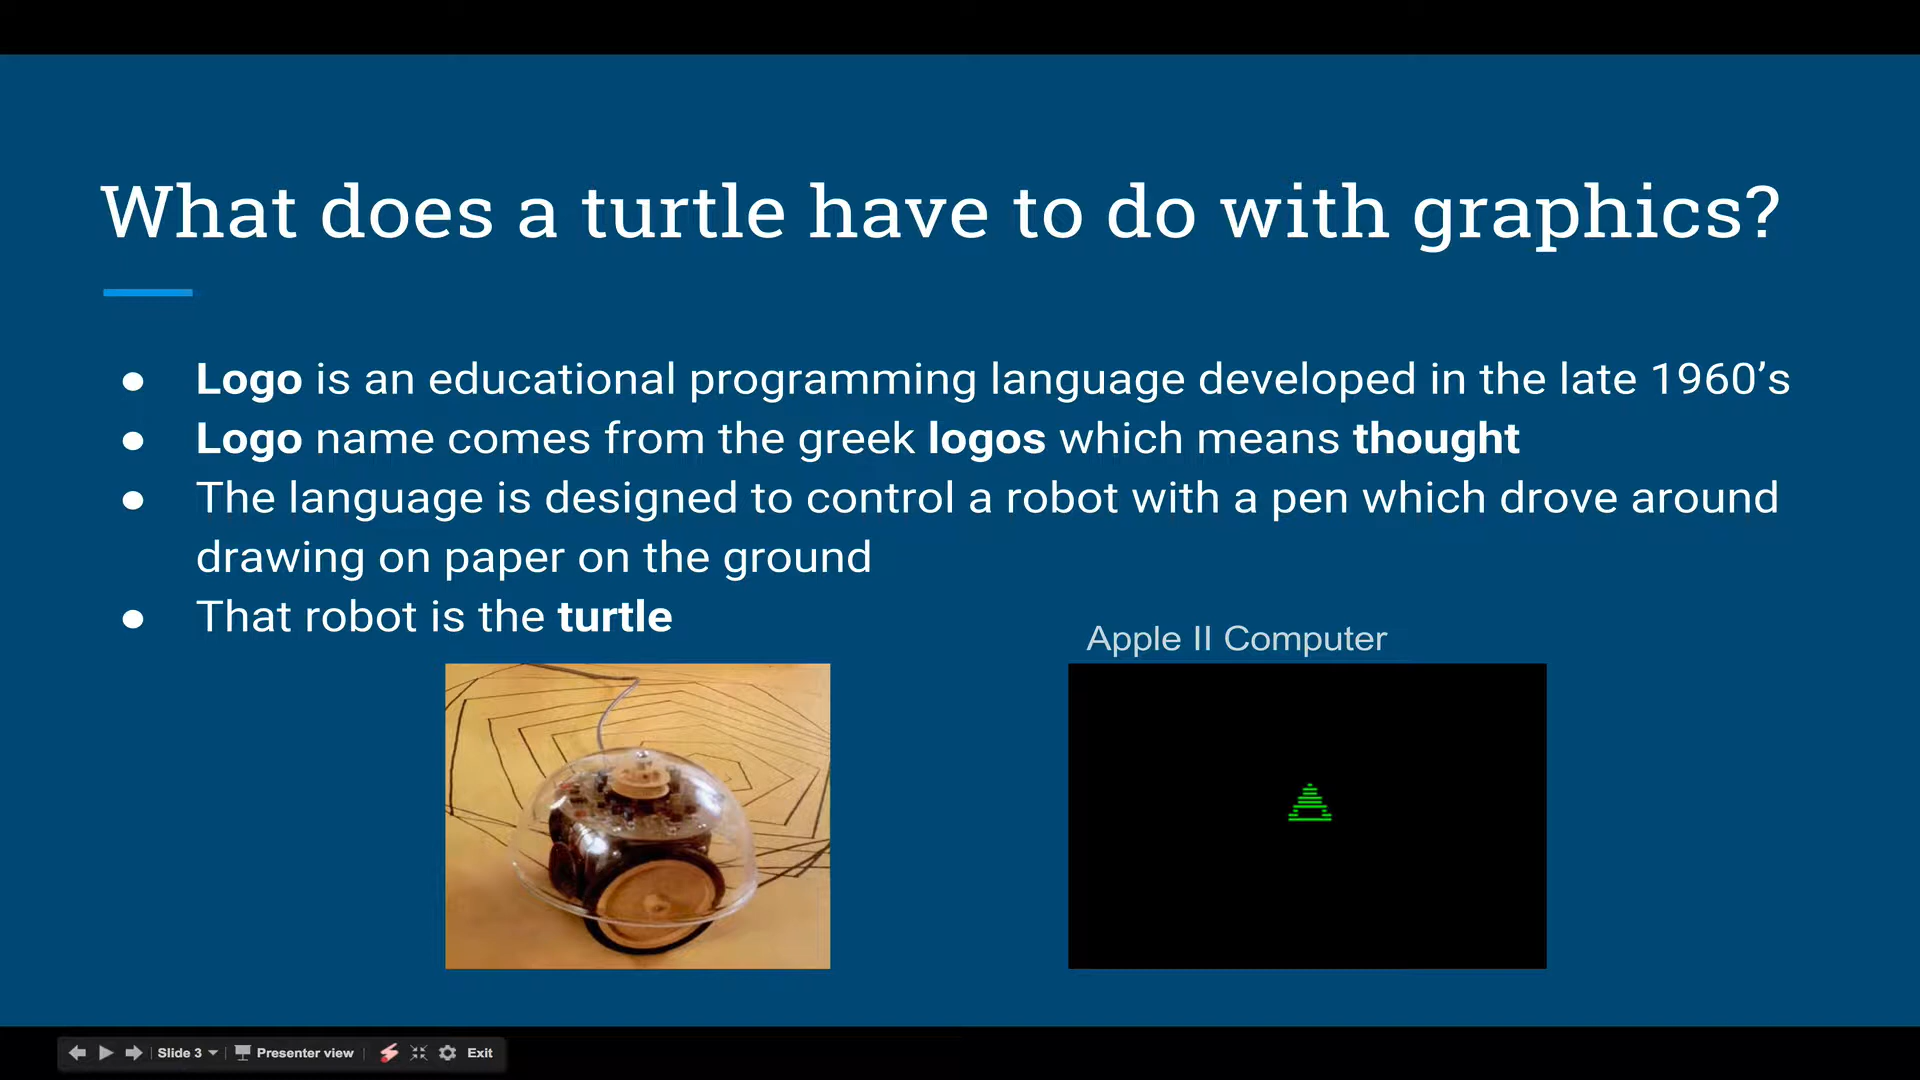 What does a turtle have to do with graphics?
● Logo is an educational programming language developed in the late 1960’s
● Logo name comes from the greek logos which means thought
● The language is designed to control a robot with a pen which drove around
drawing on paper on the ground
● That robot is the turtle
Apple II Computer
Slide 3 Presenter view Exit